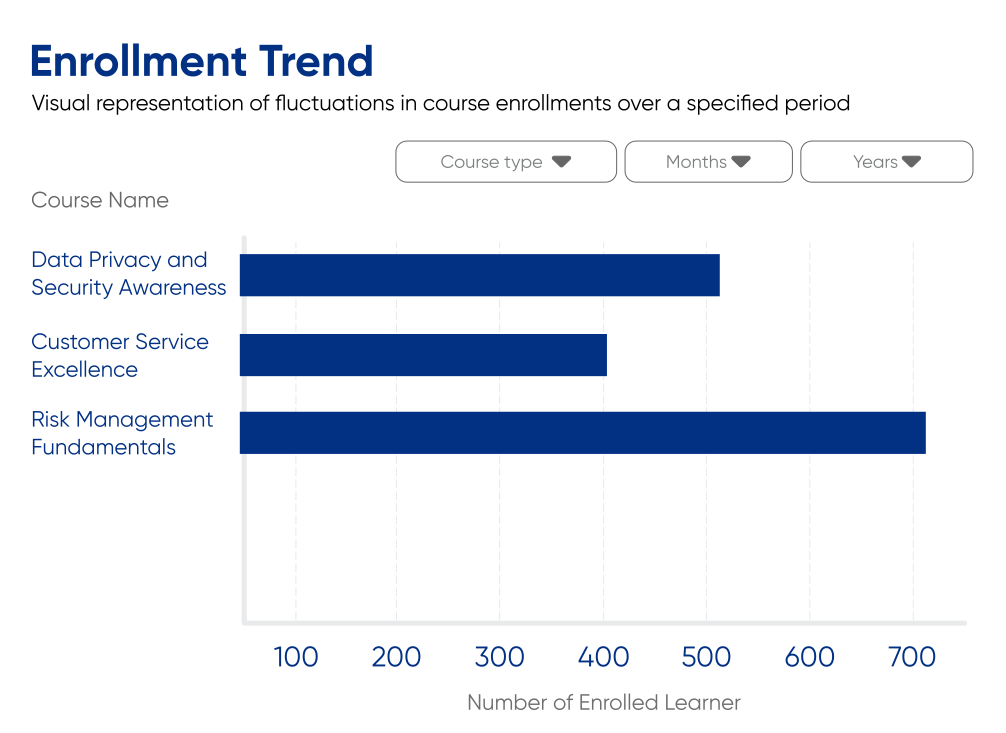 Enrollment Trend
Visual representation of fluctuations in course enrollments over a specified period
Course type
Months
Years
Course Name
Data Privacy and
Security Awareness
Customer Service
Excellence
Risk Management
Fundamentals
100 200 300 400 500 600 700
Number of Enrolled Learner